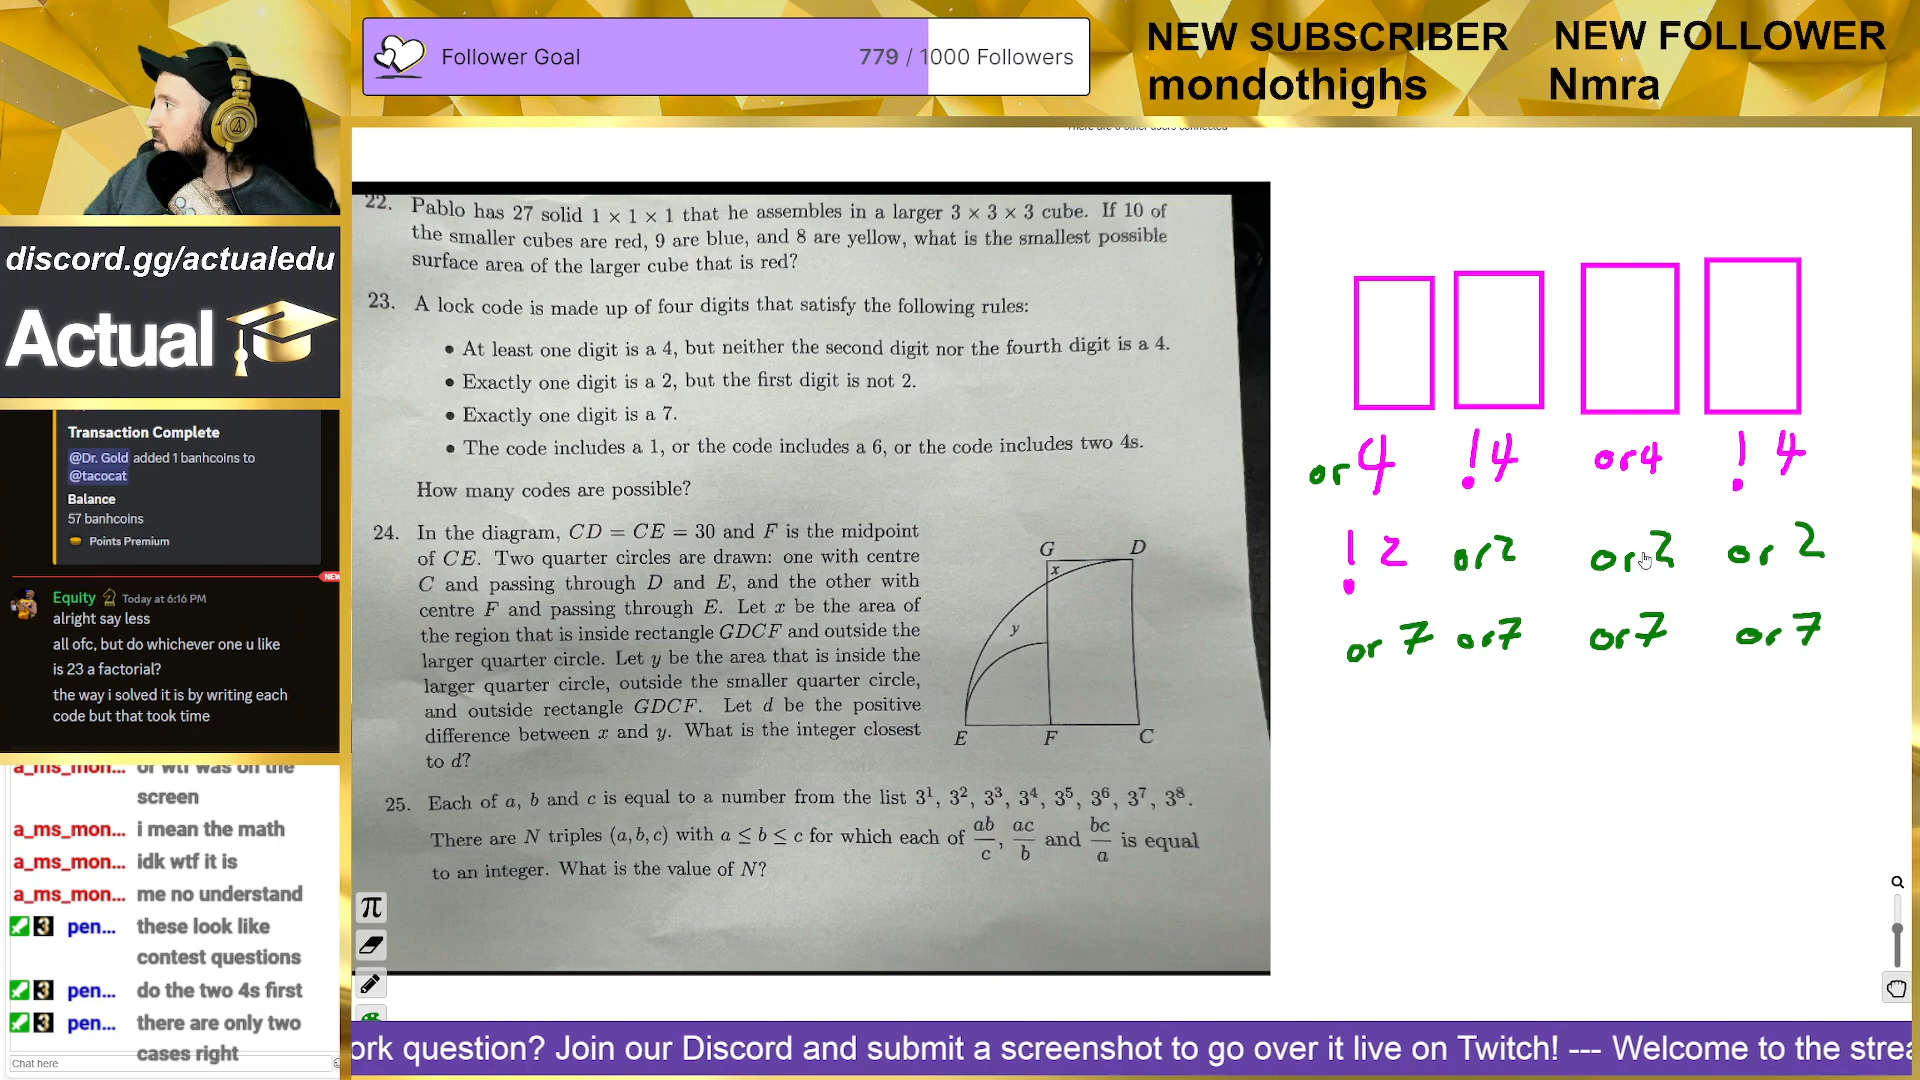 Follower Goal
779 / 1000 Followers
NEW SUBSCRIBER
mondothighs
NEW FOLLOWER
Nmra
discord.gg/actualedu
Actual
Transaction Complete
@Dr. Gold added 1 banhcoins to
@tacocat
Balance
57 banhcoins
Points Premium
NEW
Equity Today at 6:16 PM
alright say less
all ofc, but do whichever one u like
is 23 a factorial?
the way i solved it is by writing each
code but that took time
a_ms_mon... or wtf was on the
screen
a_ms_mon... i mean the math
a_ms_mon... idk wtf it is
a_ms_mon... me no understand
3 pen... these look like
contest questions
3 pen... do the two 4s first
3 pen... there are only two
cases right
Chat here
There are 6 other users connected
22. Pablo has 27 solid 1 × 1 × 1 that he assembles in a larger 3 × 3 × 3 cube. If 10 of
the smaller cubes are red, 9 are blue, and 8 are yellow, what is the smallest possible
surface area of the larger cube that is red?
23. A lock code is made up of four digits that satisfy the following rules:
• At least one digit is a 4, but neither the second digit nor the fourth digit is a 4.
• Exactly one digit is a 2, but the first digit is not 2.
• Exactly one digit is a 7.
• The code includes a 1, or the code includes a 6, or the code includes two 4s.
How many codes are possible?
24. In the diagram, CD = CE = 30 and F is the midpoint
of CE. Two quarter circles are drawn: one with centre
C and passing through D and E, and the other with
centre F and passing through E. Let x be the area of
the region that is inside rectangle GDCF and outside the
larger quarter circle. Let y be the area that is inside the
larger quarter circle, outside the smaller quarter circle,
and outside rectangle GDCF. Let d be the positive
difference between x and y. What is the integer closest
to d?
G D
x
y
E F C
25. Each of a, b and c is equal to a number from the list 3¹, 3², 3³, 3⁴, 3⁵, 3⁶, 3⁷, 3⁸.
There are N triples (a, b, c) with a ≤ b ≤ c for which each of ab/c, ac/b and bc/a is equal
to an integer. What is the value of N?
or 4 ! 4 or 4 ! 4
! 2 or 2 or 2 or 2
or 7 or 7 or 7 or 7
π
ork question? Join our Discord and submit a screenshot to go over it live on Twitch! --- Welcome to the strea